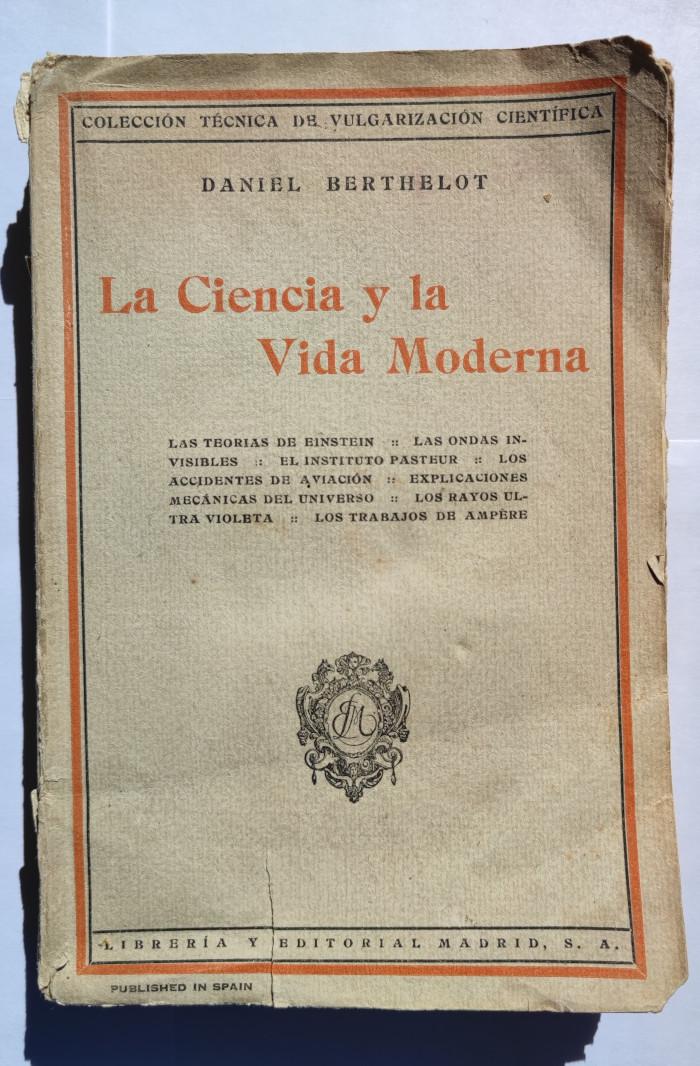 COLECCIÓN TÉCNICA DE VULGARIZACIÓN CIENTÍFICA
DANIEL BERTHELOT
La Ciencia y la
Vida Moderna
LAS TEORIAS DE EINSTEIN :: LAS ONDAS IN-
VISIBLES :: EL INSTITUTO PASTEUR :: LOS
ACCIDENTES DE AVIACIÓN :: EXPLICACIONES
MECÁNICAS DEL UNIVERSO :: LOS RAYOS UL-
TRA VIOLETA :: LOS TRABAJOS DE AMPÈRE
LIBRERÍA Y EDITORIAL MADRID, S. A.
PUBLISHED IN SPAIN